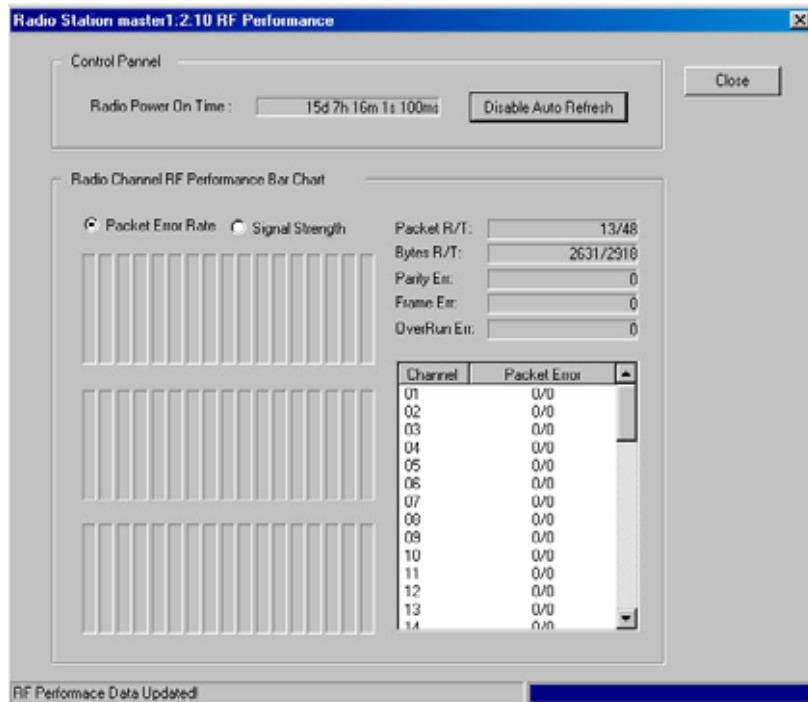 Radio Station master1:2:10 RF Performance
Control Pannel
Close
Radio Power On Time : 15d 7h 16m 1s 100ms Disable Auto Refresh
Radio Channel RF Performance Bar Chart
Packet Error Rate Signal Strength
Packet R/T: 13/48
Bytes R/T: 2631/2918
Parity Err: 0
Frame Err: 0
OverRun Err: 0
Channel Packet Error
01 0/0
02 0/0
03 0/0
04 0/0
05 0/0
06 0/0
07 0/0
08 0/0
09 0/0
10 0/0
11 0/0
12 0/0
13 0/0
14 0/0
RF Performace Data Updated!